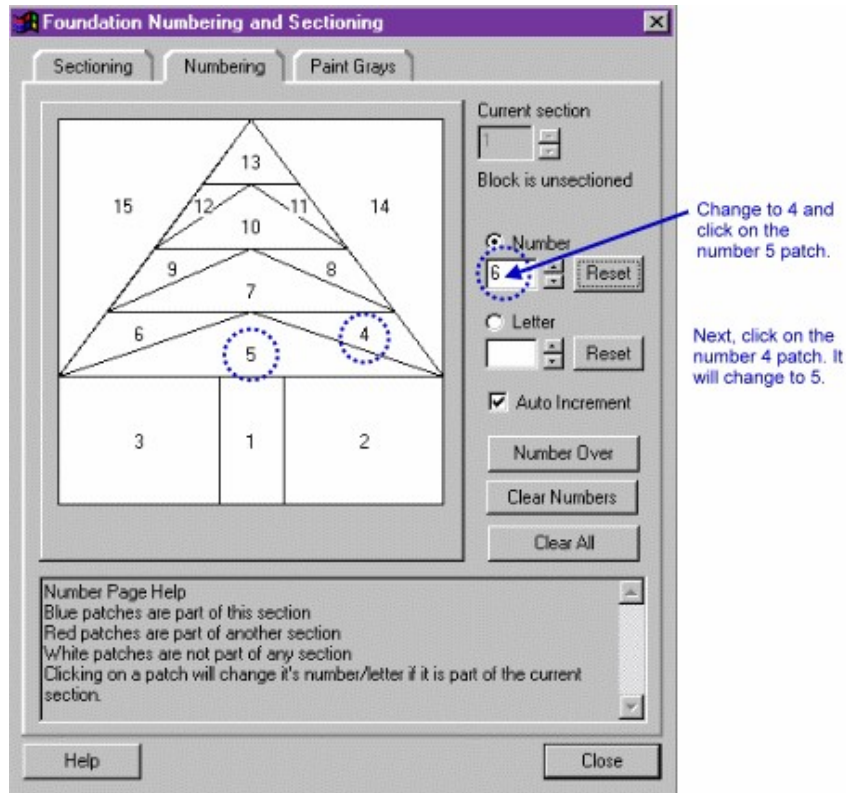 Foundation Numbering and Sectioning
Sectioning
Numbering
Paint Grays
Current section
1
Block is unsectioned
Number
6
Reset
Letter
Reset
Auto Increment
Number Over
Clear Numbers
Clear All
13
15
12
11
14
10
9
8
7
6
4
5
3
1
2
Change to 4 and
click on the
number 5 patch.
Next, click on the
number 4 patch. It
will change to 5.
Number Page Help
Blue patches are part of this section
Red patches are part of another section
White patches are not part of any section
Clicking on a patch will change it's number/letter if it is part of the current
section.
Help
Close